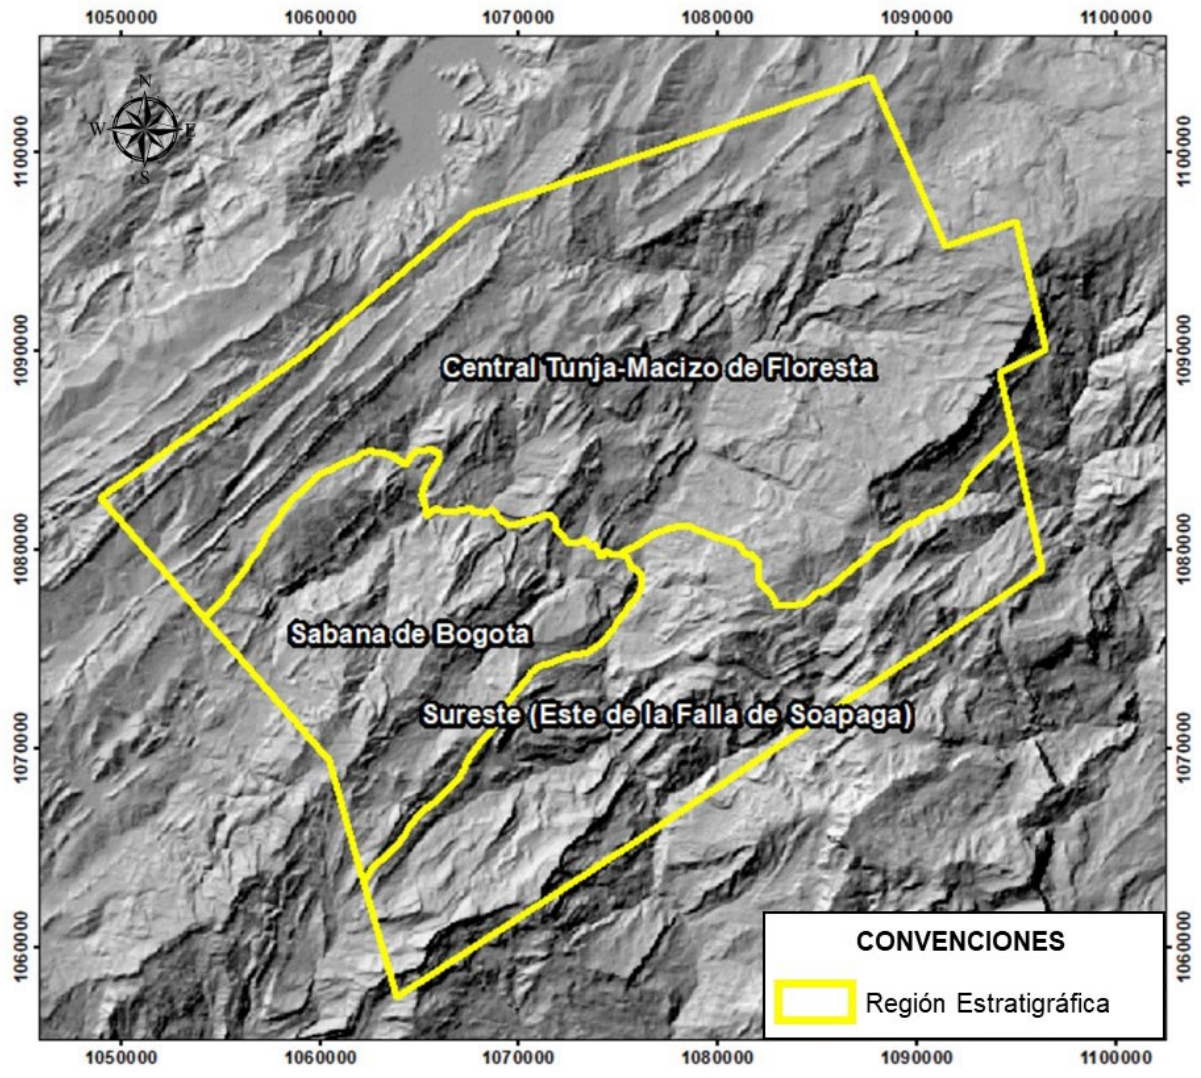 1050000 1060000 1070000 1080000 1090000 1100000
N
W E
S
1100000 1100000
1090000 1090000
Central Tunja-Macizo de Floresta
1080000 1080000
Sabana de Bogota
Sureste (Este de la Falla de Soapaga)
1070000 1070000
1060000 1060000
CONVENCIONES
Región Estratigráfica
1050000 1060000 1070000 1080000 1090000 1100000